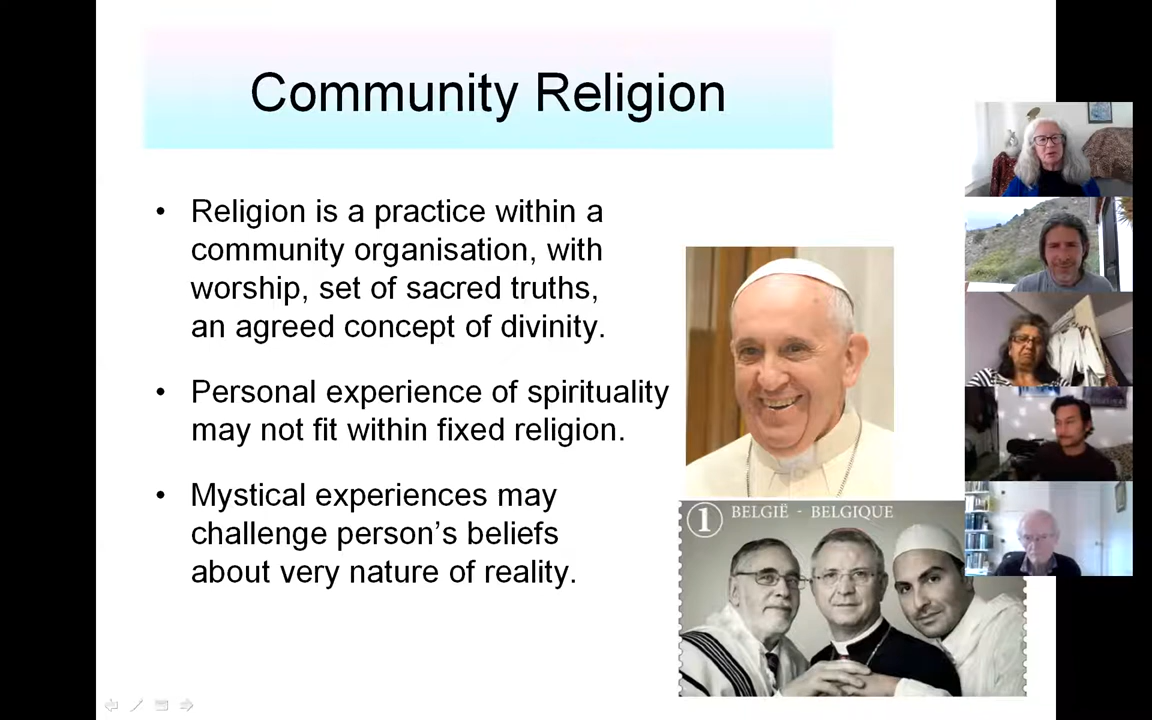 Community Religion
• Religion is a practice within a
community organisation, with
worship, set of sacred truths,
an agreed concept of divinity.
• Personal experience of spirituality
may not fit within fixed religion.
• Mystical experiences may
challenge person's beliefs
about very nature of reality.
1 BELGIË - BELGIQUE